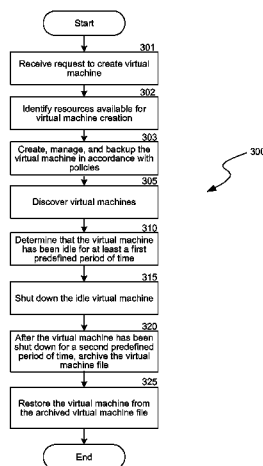 Start
301
Receive request to create virtual
machine
302
Identify resources available for
virtual machine creation
303
Create, manage, and backup the
virtual machine in accordance with
policies
305
Discover virtual machines
300
310
Determine that the virtual machine
has been idle for at least a first
predefined period of time
315
Shut down the idle virtual machine
320
After the virtual machine has been
shut down for a second predefined
period of time, archive the virtual
machine file
325
Restore the virtual machine from
the archived virtual machine file
End